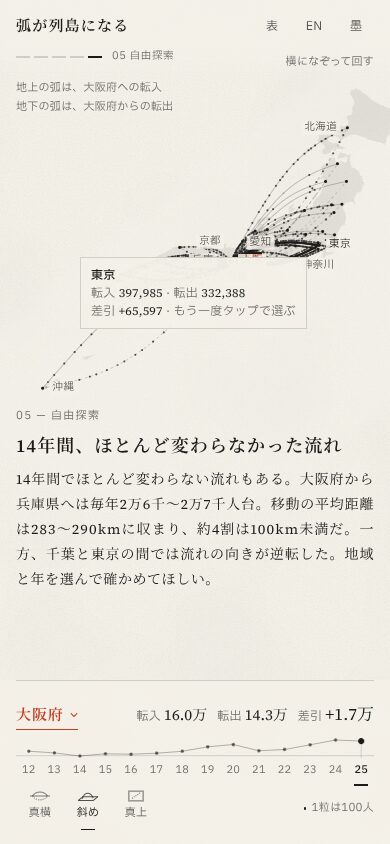 弧が列島になる
表 EN 墨
05 自由探索
横になぞって回す
地上の弧は、大阪府への転入
地下の弧は、大阪府からの転出
北海道
京都
愛知
東京
東京
転入 397,985 · 転出 332,388
差引 +65,597 · もう一度タップで選ぶ
沖縄
05 — 自由探索
14年間、ほとんど変わらなかった流れ
14年間でほとんど変わらない流れもある。大阪府から
兵庫県へは毎年2万6千〜2万7千人台。移動の平均距離
は283〜290kmに収まり、約4割は100km未満だ。一
方、千葉と東京の間では流れの向きが逆転した。地域
と年を選んで確かめてほしい。
大阪府 転入 16.0万 転出 14.3万 差引 +1.7万
12 13 14 15 16 17 18 19 20 21 22 23 24 25
真横 斜め 真上
1粒は100人